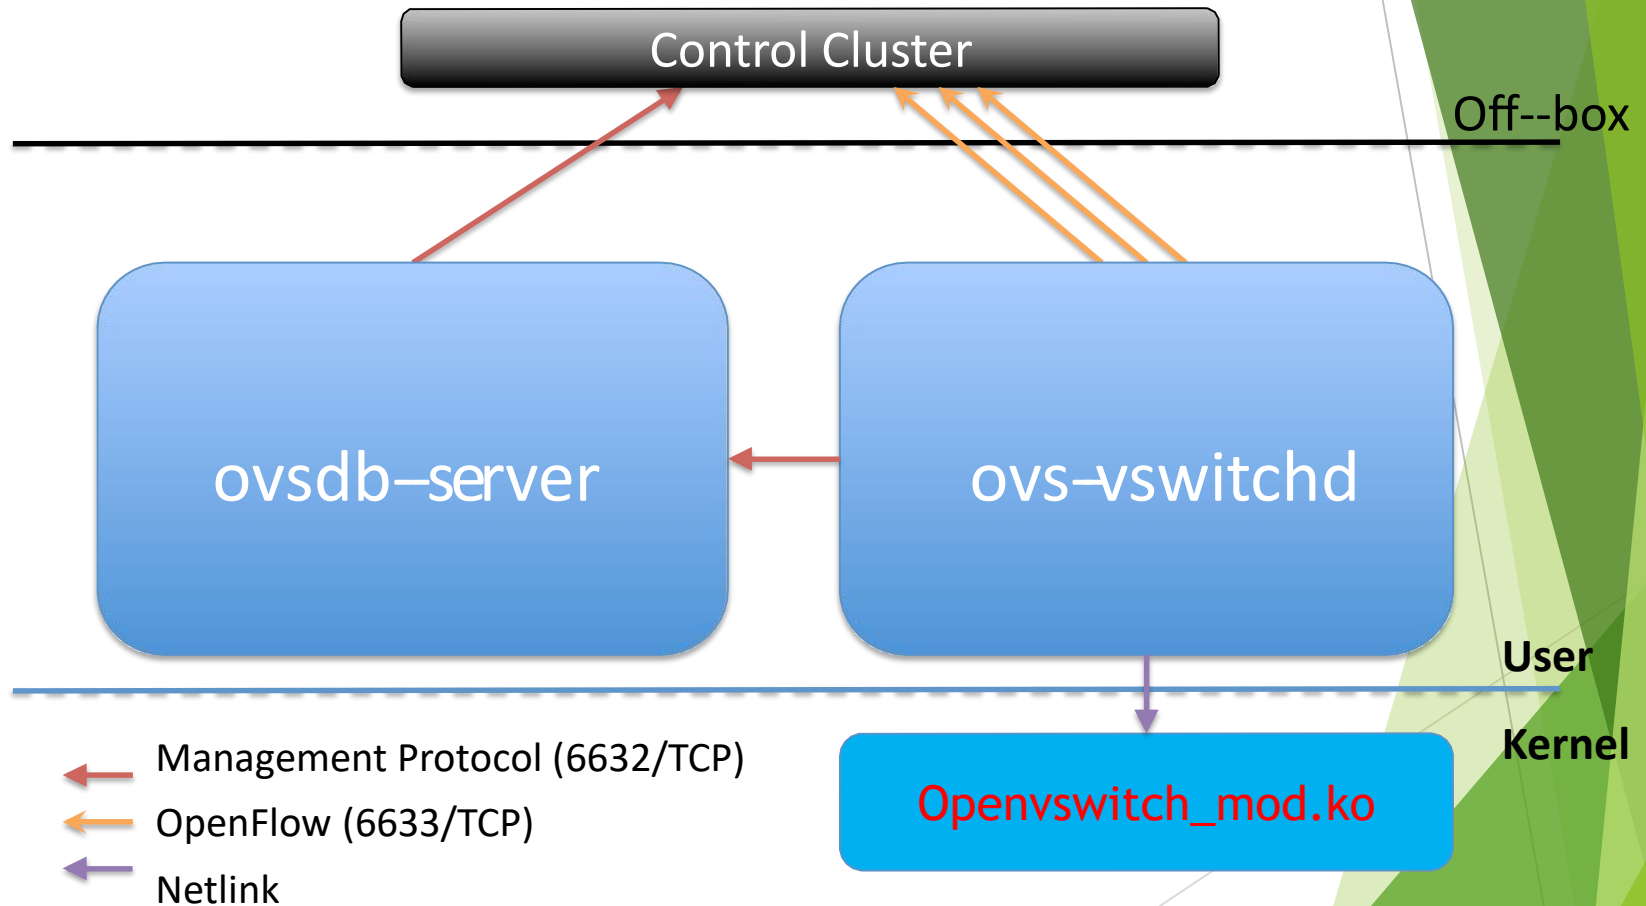 Control Cluster
Off--box
ovsdb--server
ovs--vswitchd
User
Kernel
Management Protocol (6632/TCP)
OpenFlow (6633/TCP)
Netlink
Openvswitch_mod.ko